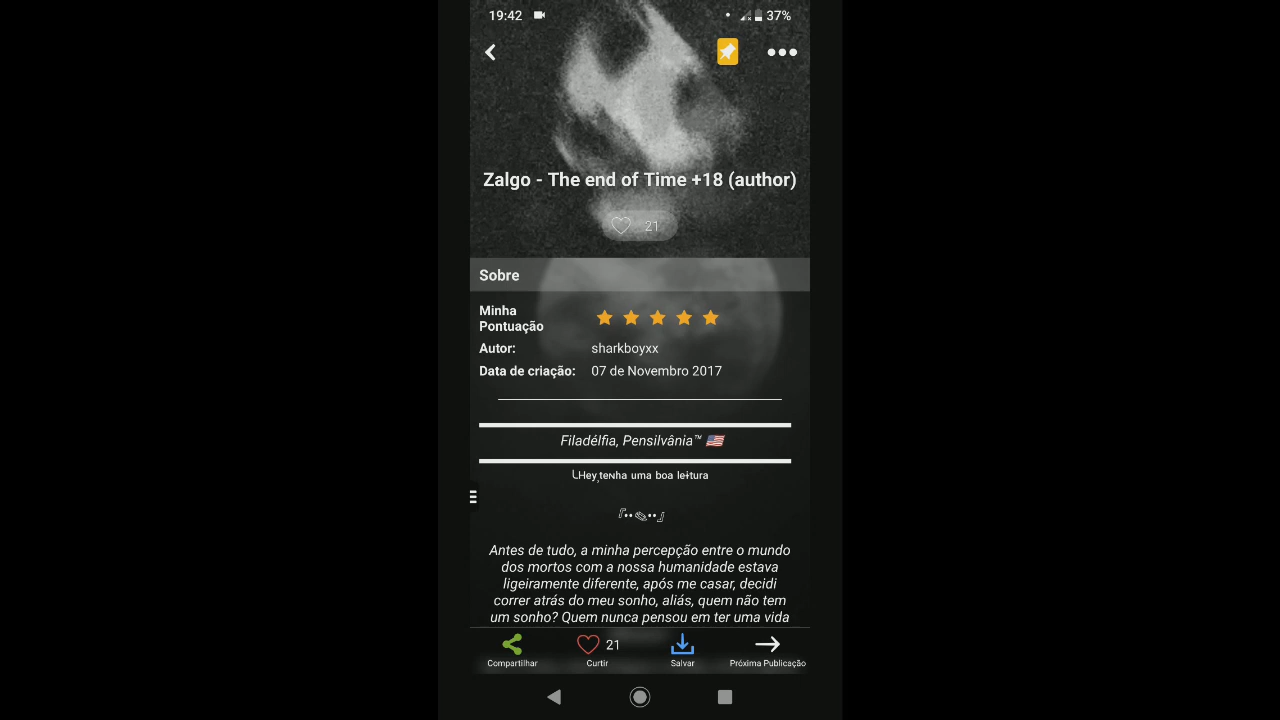 19:42
37%
Zalgo - The end of Time +18 (author)
21
Sobre
Minha
Pontuação
Autor: sharkboyxx
Data de criação: 07 de Novembro 2017
Filadélfia, Pensilvânia™ 🇺🇸
╰Hey,tenha uma boa leitura
『••✎••』
Antes de tudo, a minha percepção entre o mundo
dos mortos com a nossa humanidade estava
ligeiramente diferente, após me casar, decidi
correr atrás do meu sonho, aliás, quem não tem
um sonho? Quem nunca pensou em ter uma vida
21
Compartilhar Curtir Salvar Próxima Publicação